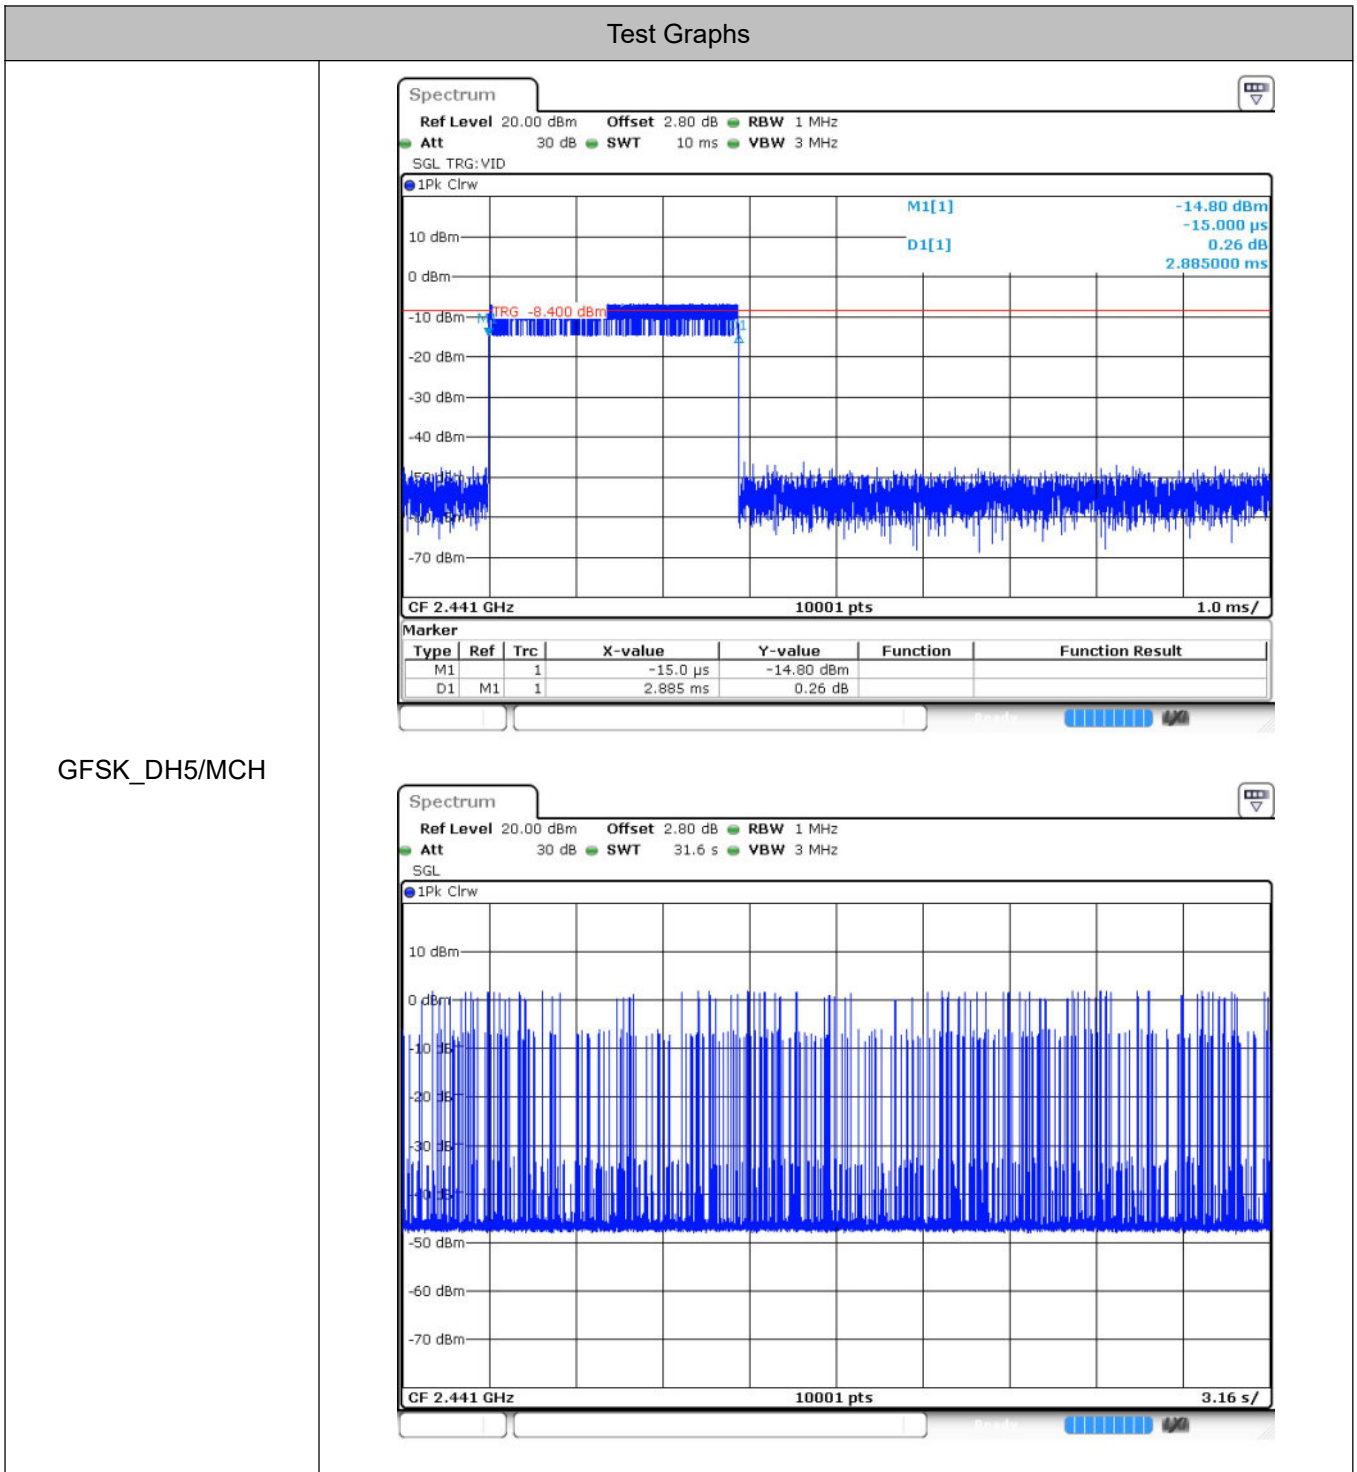 Test Graphs
GFSK_DH5/MCH
Spectrum
Ref Level 20.00 dBm Offset 2.80 dB RBW 1 MHz
Att 30 dB SWT 10 ms VBW 3 MHz
SGL TRG:VID
1Pk Clrw
M1[1] -14.80 dBm
-15.000 µs
D1[1] 0.26 dB
2.885000 ms
10 dBm
0 dBm
TRG -8.400 dBm
-10 dBm
-20 dBm
-30 dBm
-40 dBm
-70 dBm
CF 2.441 GHz 10001 pts 1.0 ms/
Marker
Type Ref Trc X-value Y-value Function Function Result
M1 1 -15.0 µs -14.80 dBm
D1 M1 1 2.885 ms 0.26 dB
Ready
Spectrum
Ref Level 20.00 dBm Offset 2.80 dB RBW 1 MHz
Att 30 dB SWT 31.6 s VBW 3 MHz
SGL
1Pk Clrw
10 dBm
0 dBm
-50 dBm
-60 dBm
-70 dBm
CF 2.441 GHz 10001 pts 3.16 s/
Ready